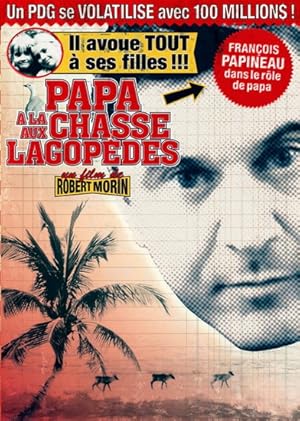 Un PDG se VOLATILISE avec 100 MILLIONS !
Il avoue TOUT
à ses filles !!!
FRANÇOIS
PAPINEAU
dans le rôle
de papa
PAPA
À LA CHASSE
AUX LAGOPÈDES
un film de
ROBERT MORIN